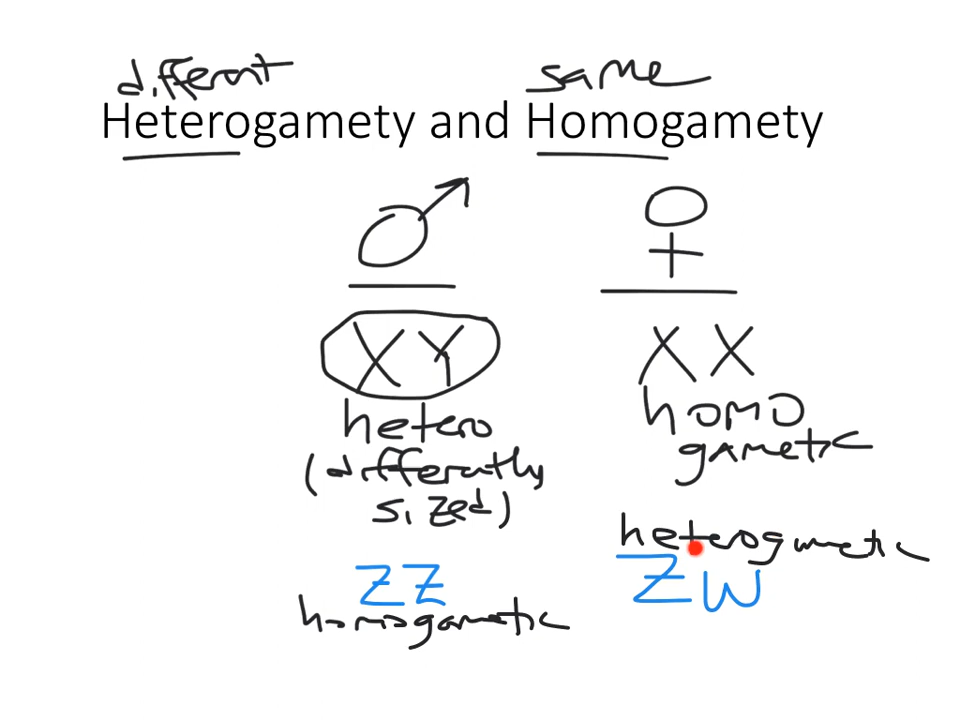 different same
Heterogamety and Homogamety
♂ ♀
XY XX
hetero homo
gametic
(differently
sized)
heterogametic
ZZ ZW
homogametic